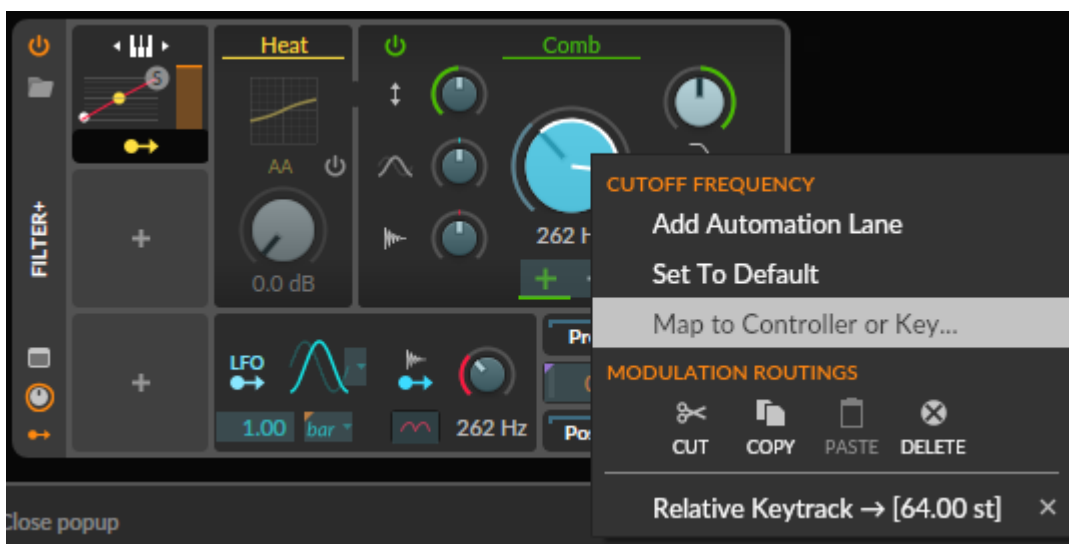 FILTER+
S
Heat
AA
0.0 dB
Comb
262 H
+
+
+
LFO
1.00
bar
262 Hz
CUTOFF FREQUENCY
Add Automation Lane
Set To Default
Map to Controller or Key...
MODULATION ROUTINGS
CUT COPY PASTE DELETE
Relative Keytrack → [64.00 st] ×
Close popup